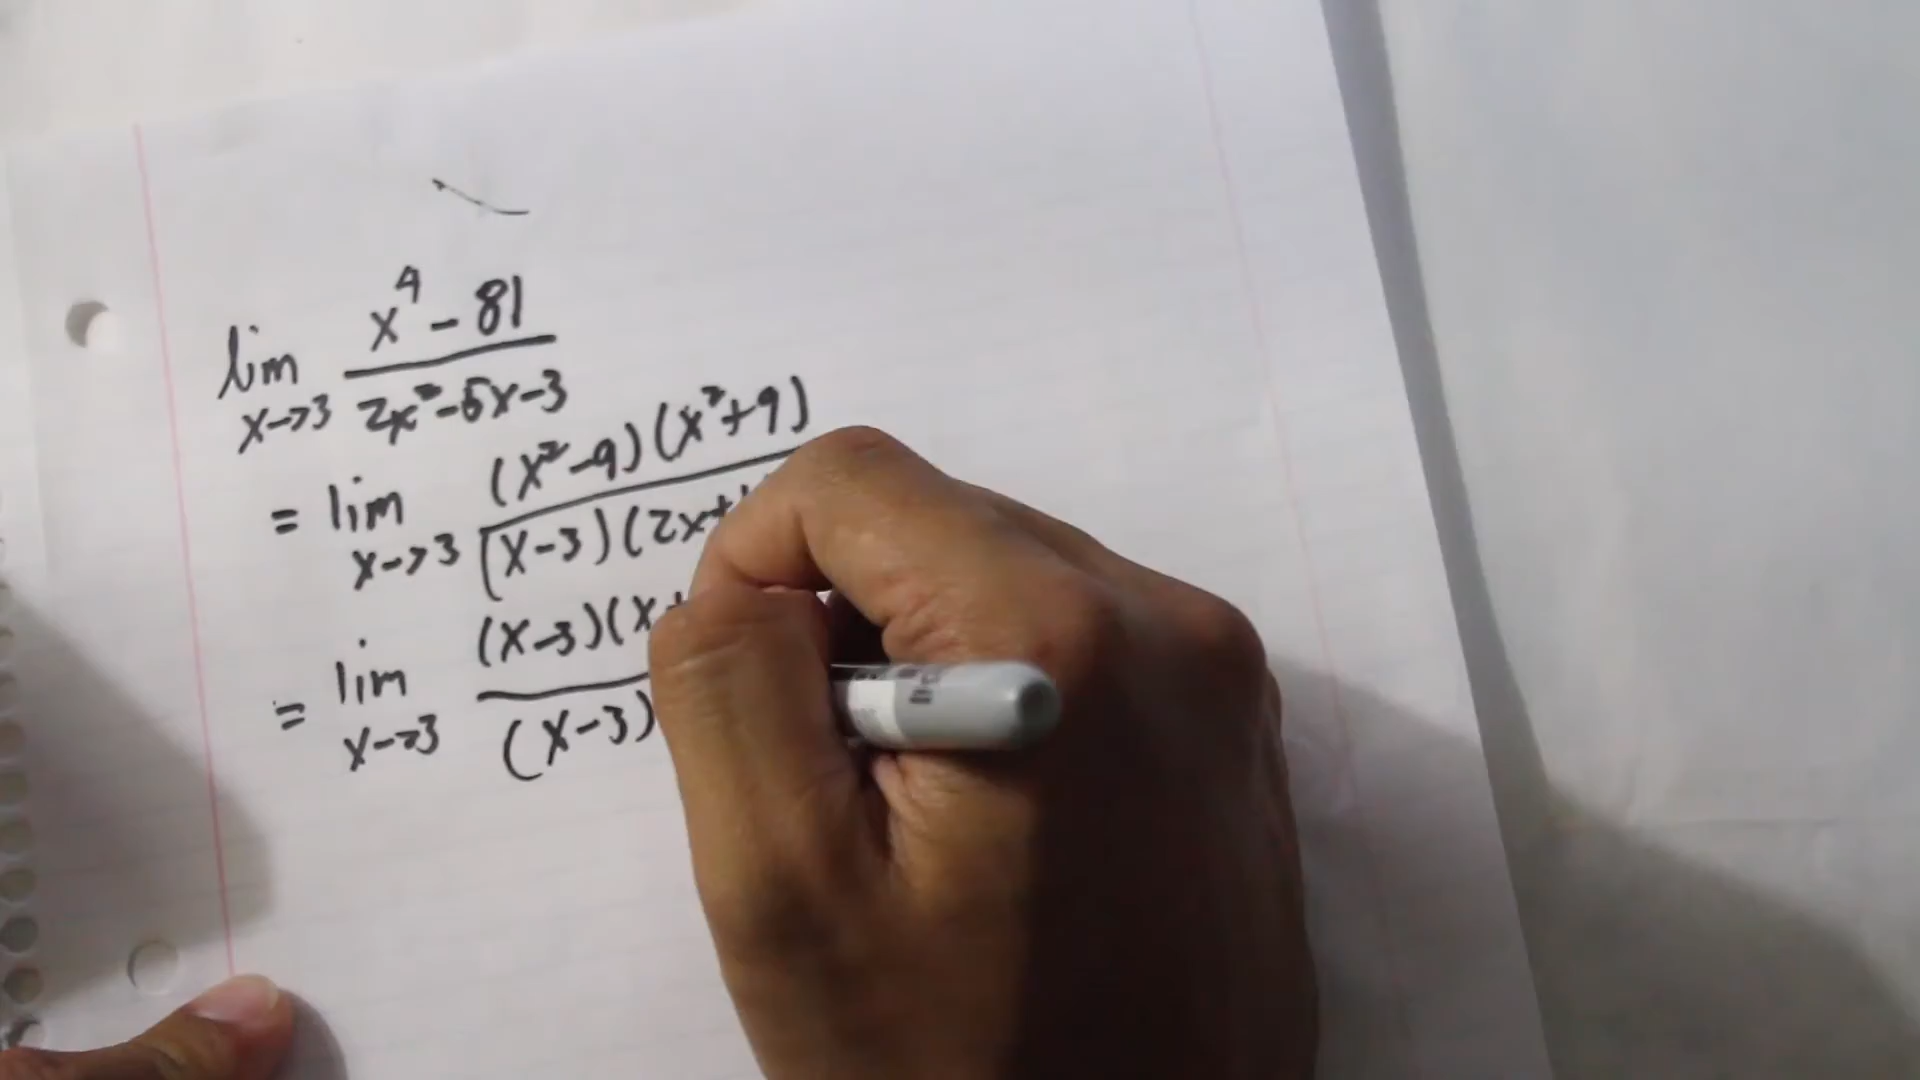 lim x→3 (x⁴ - 81) / (2x² - 5x - 3)
= lim x→3 (x² - 9)(x² + 9) / (x - 3)(2x +
= lim x→3 (x - 3)(x + / (x - 3)